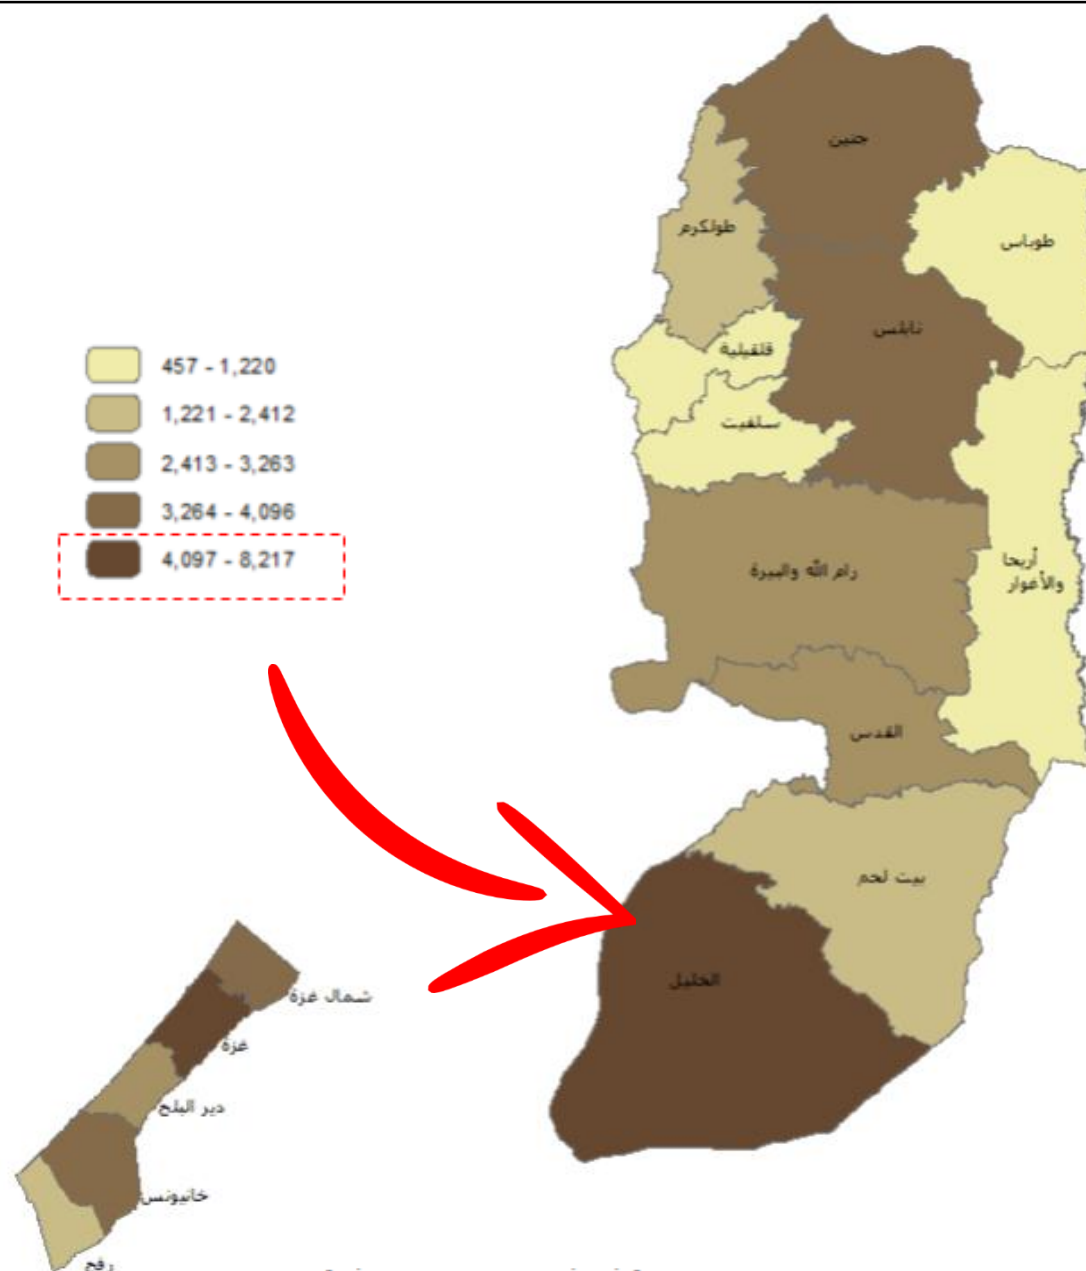 جنين
طولكرم
طوباس
نابلس
قلقيلية
457 - 1,220
1,221 - 2,412
سلفيت
2,413 - 3,263
3,264 - 4,096
4,097 - 8,217
رام الله والبيرة
أريحا
والأغوار
القدس
بيت لحم
الخليل
شمال غزة
غزة
دير البلح
خانيونس
رفح